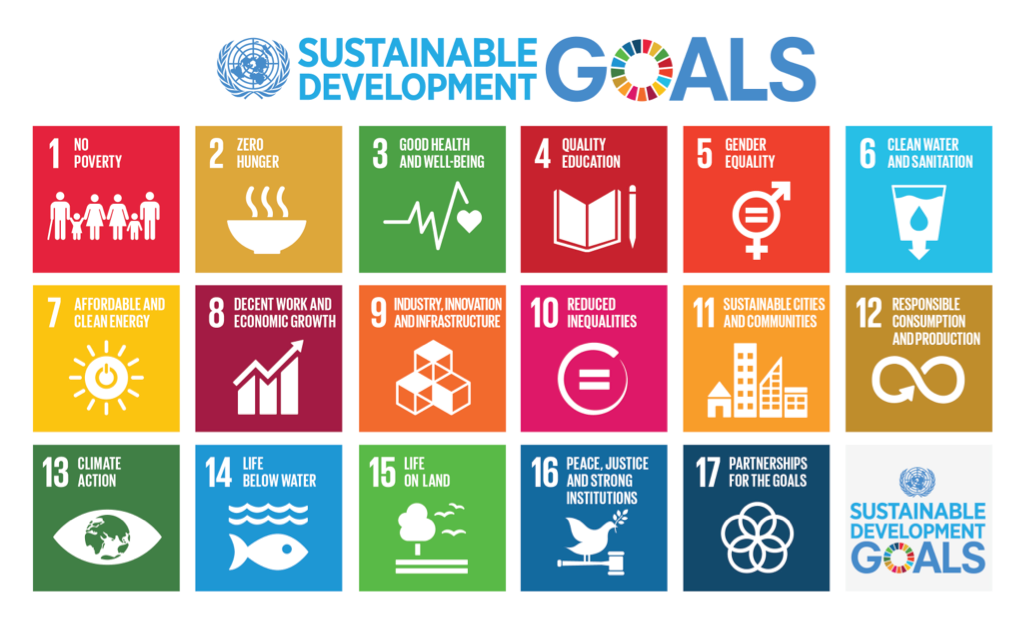 SUSTAINABLE
DEVELOPMENT
GOALS
1 NO
POVERTY
2 ZERO
HUNGER
3 GOOD HEALTH
AND WELL-BEING
4 QUALITY
EDUCATION
5 GENDER
EQUALITY
6 CLEAN WATER
AND SANITATION
7 AFFORDABLE AND
CLEAN ENERGY
8 DECENT WORK AND
ECONOMIC GROWTH
9 INDUSTRY, INNOVATION
AND INFRASTRUCTURE
10 REDUCED
INEQUALITIES
11 SUSTAINABLE CITIES
AND COMMUNITIES
12 RESPONSIBLE
CONSUMPTION
AND PRODUCTION
13 CLIMATE
ACTION
14 LIFE
BELOW WATER
15 LIFE
ON LAND
16 PEACE, JUSTICE
AND STRONG
INSTITUTIONS
17 PARTNERSHIPS
FOR THE GOALS
SUSTAINABLE
DEVELOPMENT
GOALS